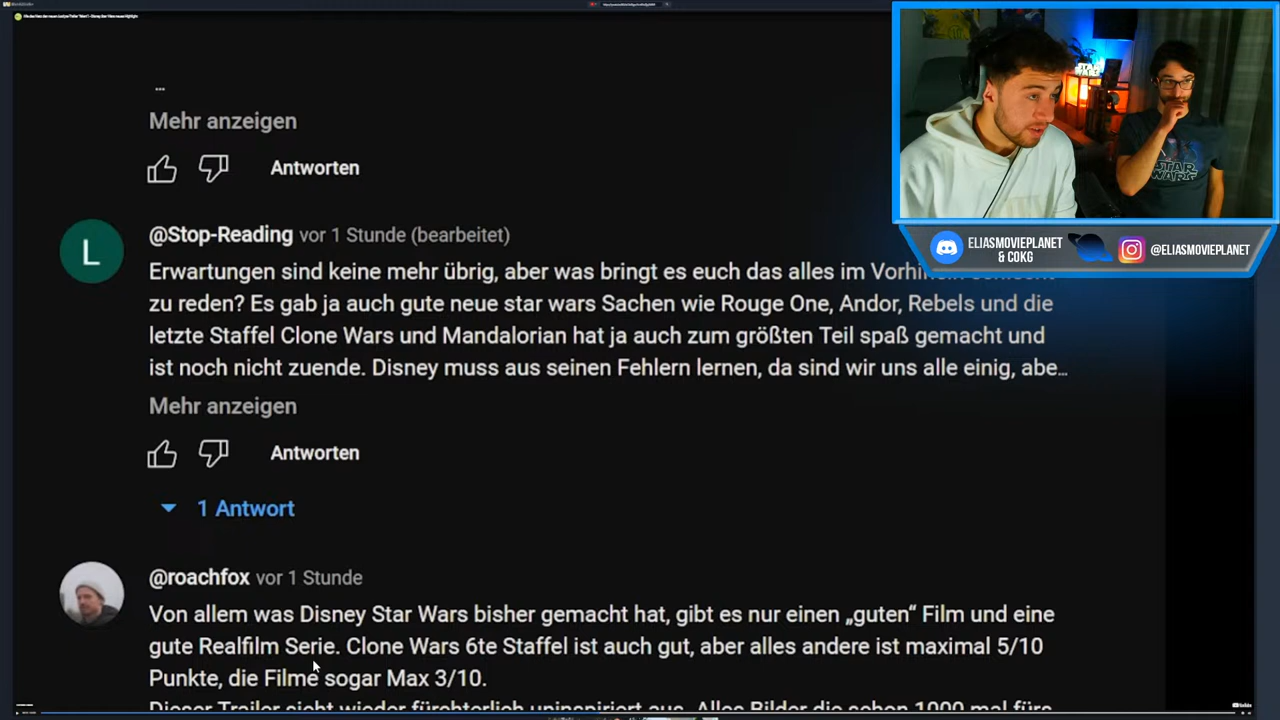 ...
Mehr anzeigen
Antworten
ELIASMOVIEPLANET
& COKG
@ELIASMOVIEPLANET
STAR
WARS
STAR
WARS
L
@Stop-Reading vor 1 Stunde (bearbeitet)
Erwartungen sind keine mehr übrig, aber was bringt es euch das alles im
zu reden? Es gab ja auch gute neue star wars Sachen wie Rouge One, Andor, Rebels und die
letzte Staffel Clone Wars und Mandalorian hat ja auch zum größten Teil spaß gemacht und
ist noch nicht zuende. Disney muss aus seinen Fehlern lernen, da sind wir uns alle einig, abe...
Mehr anzeigen
Antworten
1 Antwort
@roachfox vor 1 Stunde
Von allem was Disney Star Wars bisher gemacht hat, gibt es nur einen „guten“ Film und eine
gute Realfilm Serie. Clone Wars 6te Staffel ist auch gut, aber alles andere ist maximal 5/10
Punkte, die Filme sogar Max 3/10.
Dieser Trailer sieht wieder fürchterlich uninspiriert aus. Alles Bilder die schon 1000 mal fürs
YouTube